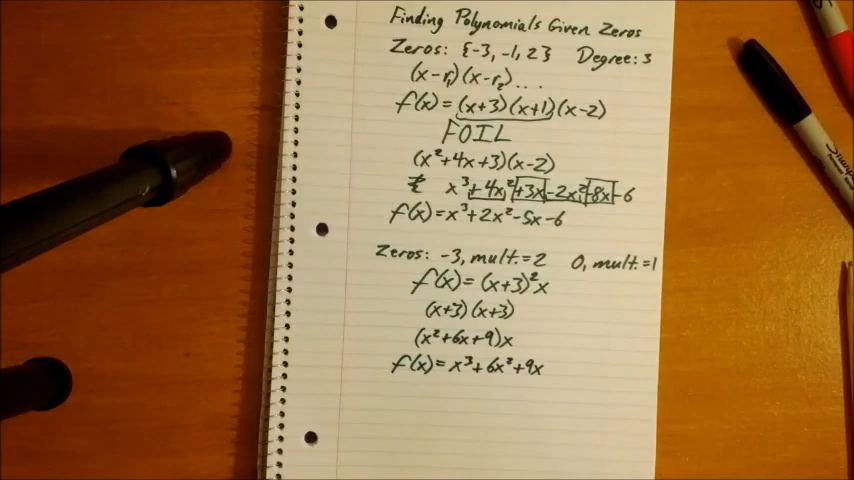 Finding Polynomials Given Zeros
Zeros: {-3, -1, 2} Degree: 3
(x-r₁)(x-r₂)...
f(x)=(x+3)(x+1)(x-2)
FOIL
(x²+4x+3)(x-2)
x³+4x²+3x-2x²-8x-6
f(x)=x³+2x²-5x-6
Zeros: -3, mult.=2 0, mult.=1
f(x)=(x+3)²x
(x+3)(x+3)
(x²+6x+9)x
f(x)=x³+6x²+9x